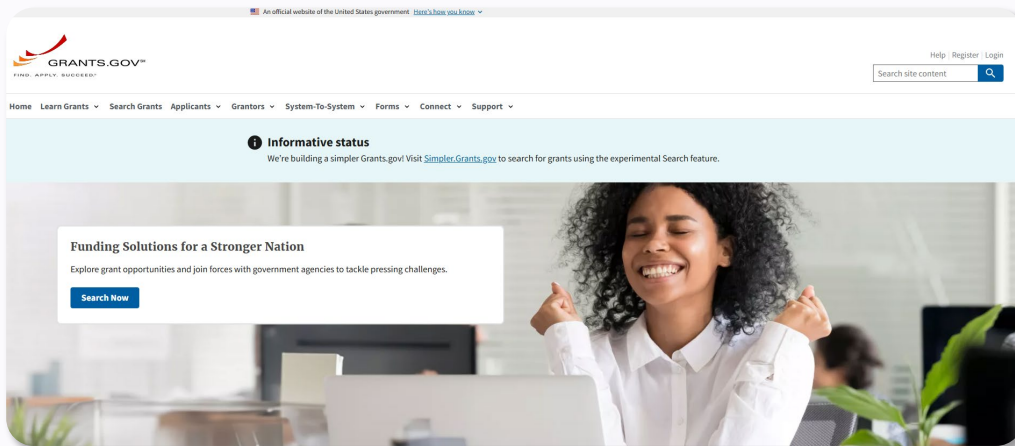 An official website of the United States government Here's how you know
GRANTS.GOV℠
FIND. APPLY. SUCCEED.℠
Help | Register | Login
Search site content
Home Learn Grants Search Grants Applicants Grantors System-To-System Forms Connect Support
Informative status
We're building a simpler Grants.gov! Visit Simpler.Grants.gov to search for grants using the experimental Search feature.
Funding Solutions for a Stronger Nation
Explore grant opportunities and join forces with government agencies to tackle pressing challenges.
Search Now